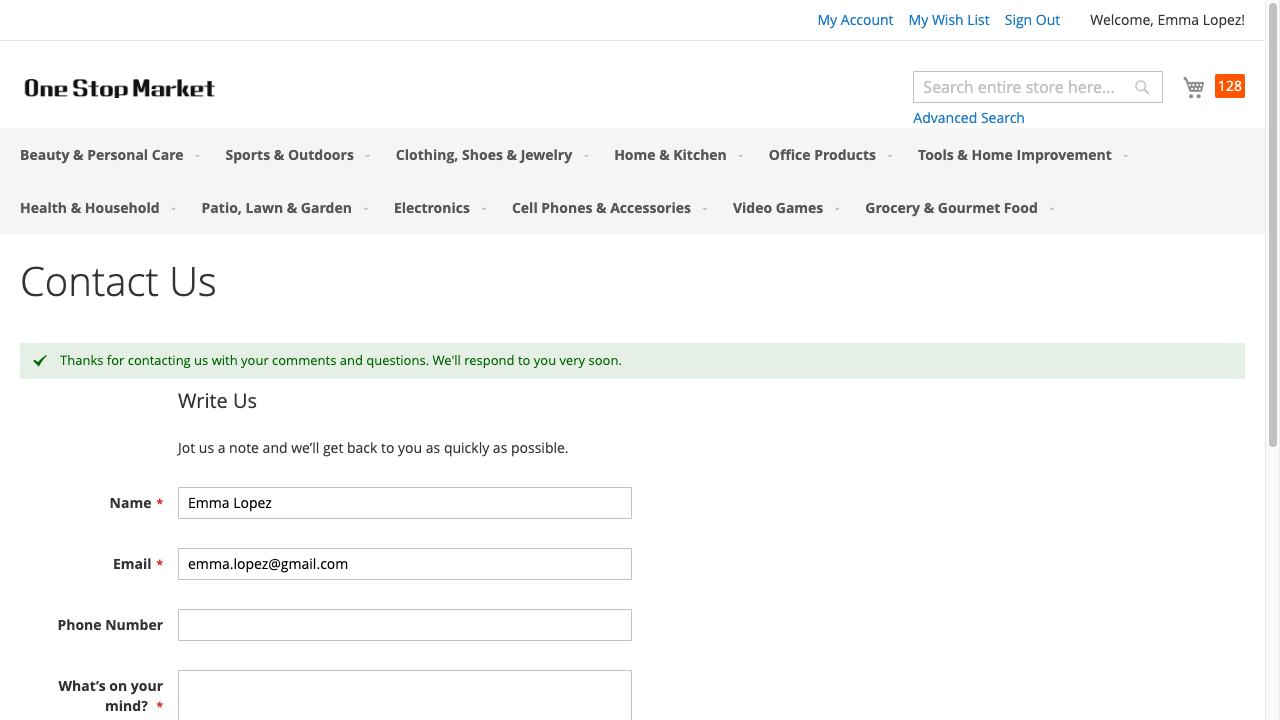 My Account My Wish List Sign Out Welcome, Emma Lopez!
One Stop Market
Search entire store here...
128
Advanced Search
Beauty & Personal Care Sports & Outdoors Clothing, Shoes & Jewelry Home & Kitchen Office Products Tools & Home Improvement
Health & Household Patio, Lawn & Garden Electronics Cell Phones & Accessories Video Games Grocery & Gourmet Food
Contact Us
Thanks for contacting us with your comments and questions. We'll respond to you very soon.
Write Us
Jot us a note and we’ll get back to you as quickly as possible.
Name * Emma Lopez
Email * emma.lopez@gmail.com
Phone Number
What’s on your
mind? *